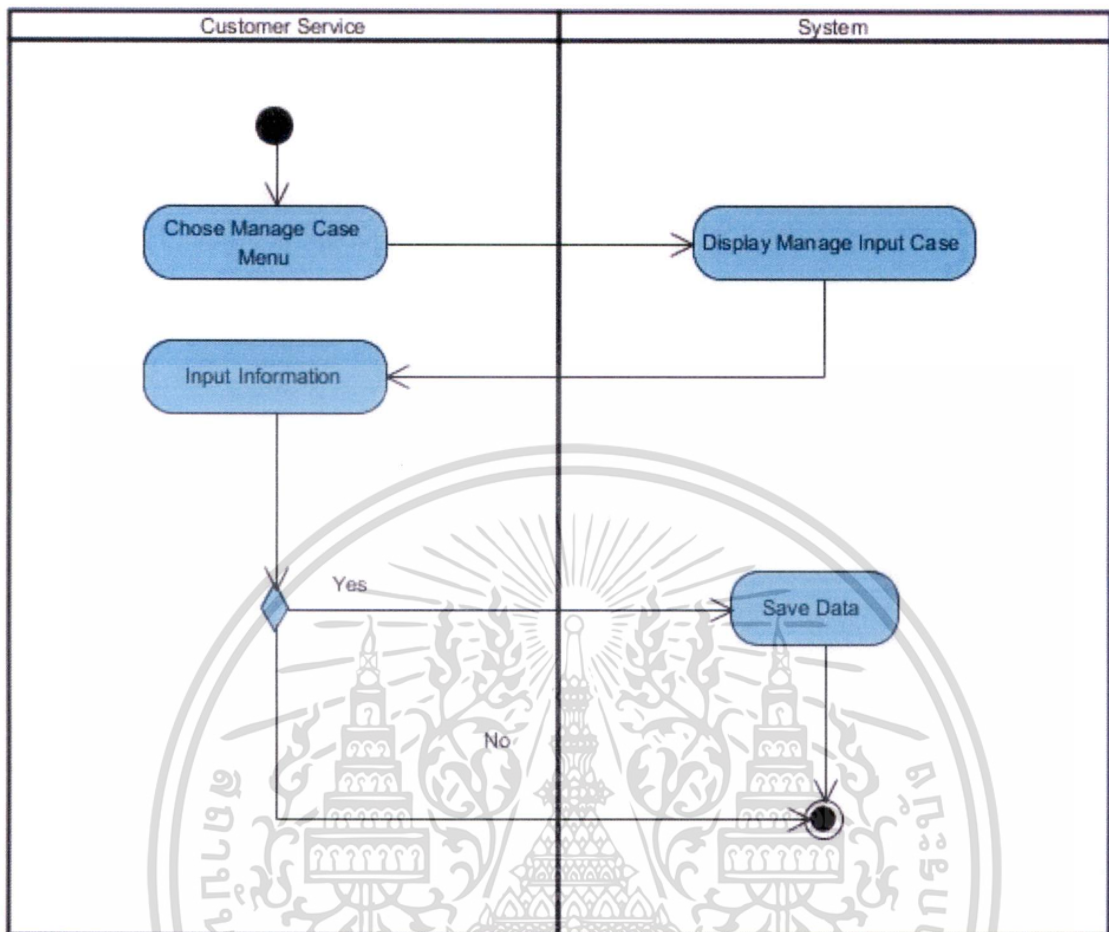 Customer Service
System
Chose Manage Case
Menu
Display Manage Input Case
Input Information
Yes
Save Data
No